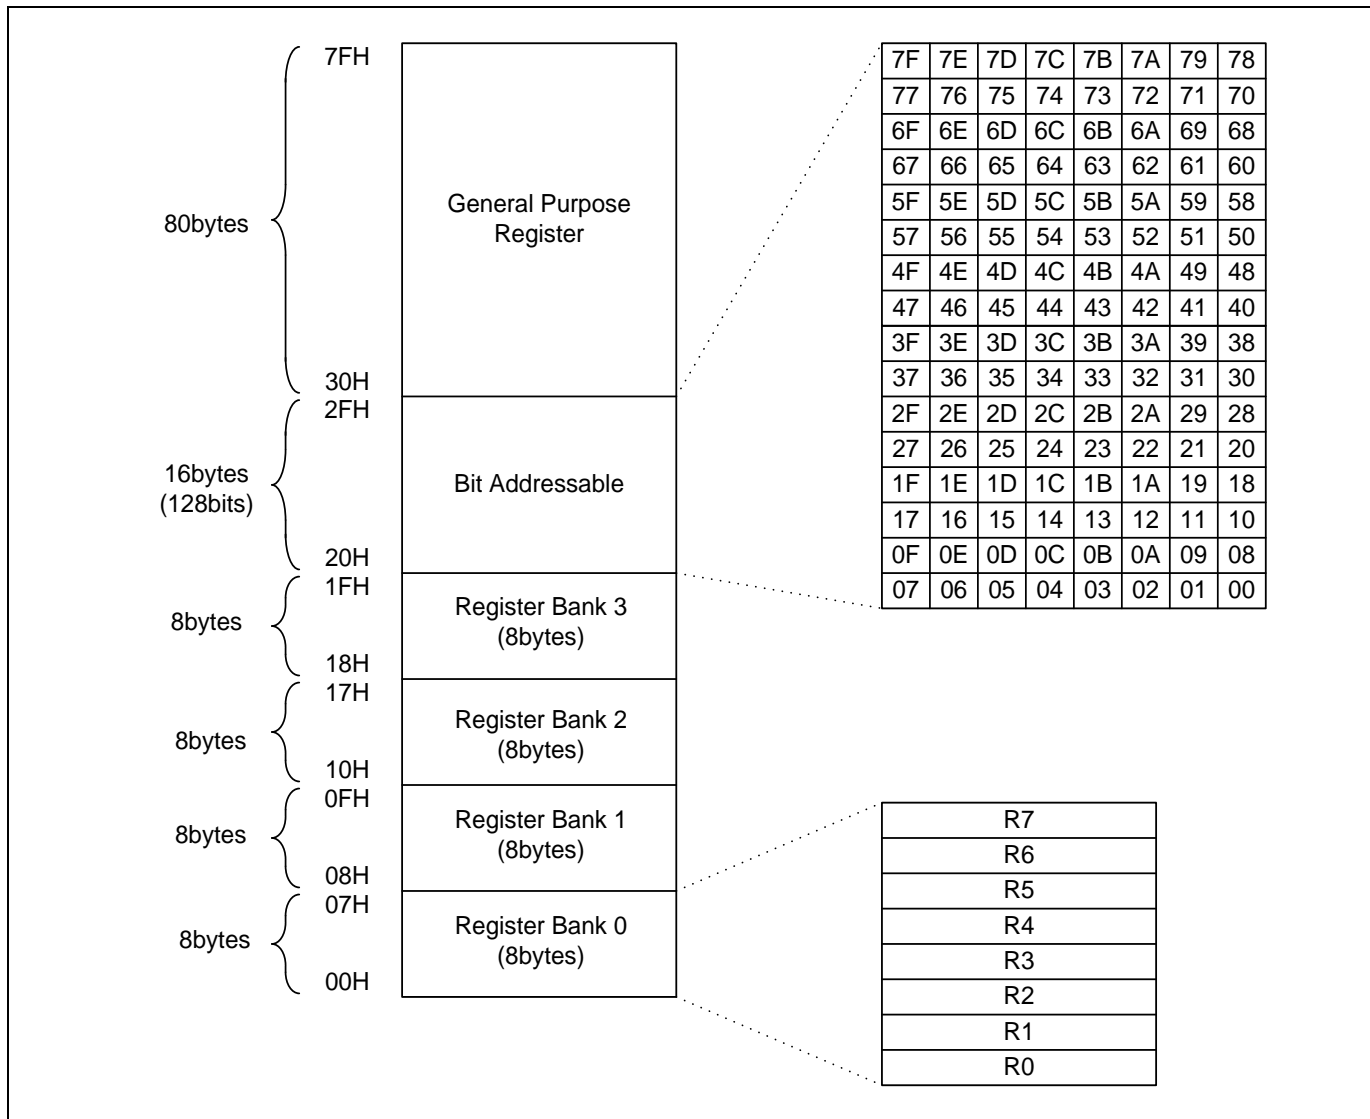 7FH
80bytes
General Purpose
Register
30H
2FH
16bytes
(128bits)
Bit Addressable
20H
1FH
8bytes
Register Bank 3
(8bytes)
18H
17H
8bytes
Register Bank 2
(8bytes)
10H
0FH
8bytes
Register Bank 1
(8bytes)
08H
07H
8bytes
Register Bank 0
(8bytes)
00H
7F 7E 7D 7C 7B 7A 79 78
77 76 75 74 73 72 71 70
6F 6E 6D 6C 6B 6A 69 68
67 66 65 64 63 62 61 60
5F 5E 5D 5C 5B 5A 59 58
57 56 55 54 53 52 51 50
4F 4E 4D 4C 4B 4A 49 48
47 46 45 44 43 42 41 40
3F 3E 3D 3C 3B 3A 39 38
37 36 35 34 33 32 31 30
2F 2E 2D 2C 2B 2A 29 28
27 26 25 24 23 22 21 20
1F 1E 1D 1C 1B 1A 19 18
17 16 15 14 13 12 11 10
0F 0E 0D 0C 0B 0A 09 08
07 06 05 04 03 02 01 00
R7
R6
R5
R4
R3
R2
R1
R0